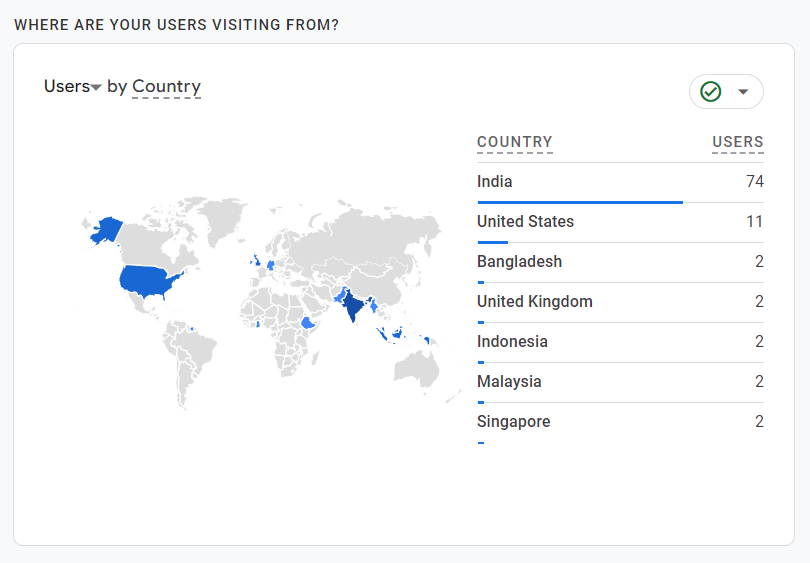 WHERE ARE YOUR USERS VISITING FROM?
Users by Country
COUNTRY USERS
India 74
United States 11
Bangladesh 2
United Kingdom 2
Indonesia 2
Malaysia 2
Singapore 2